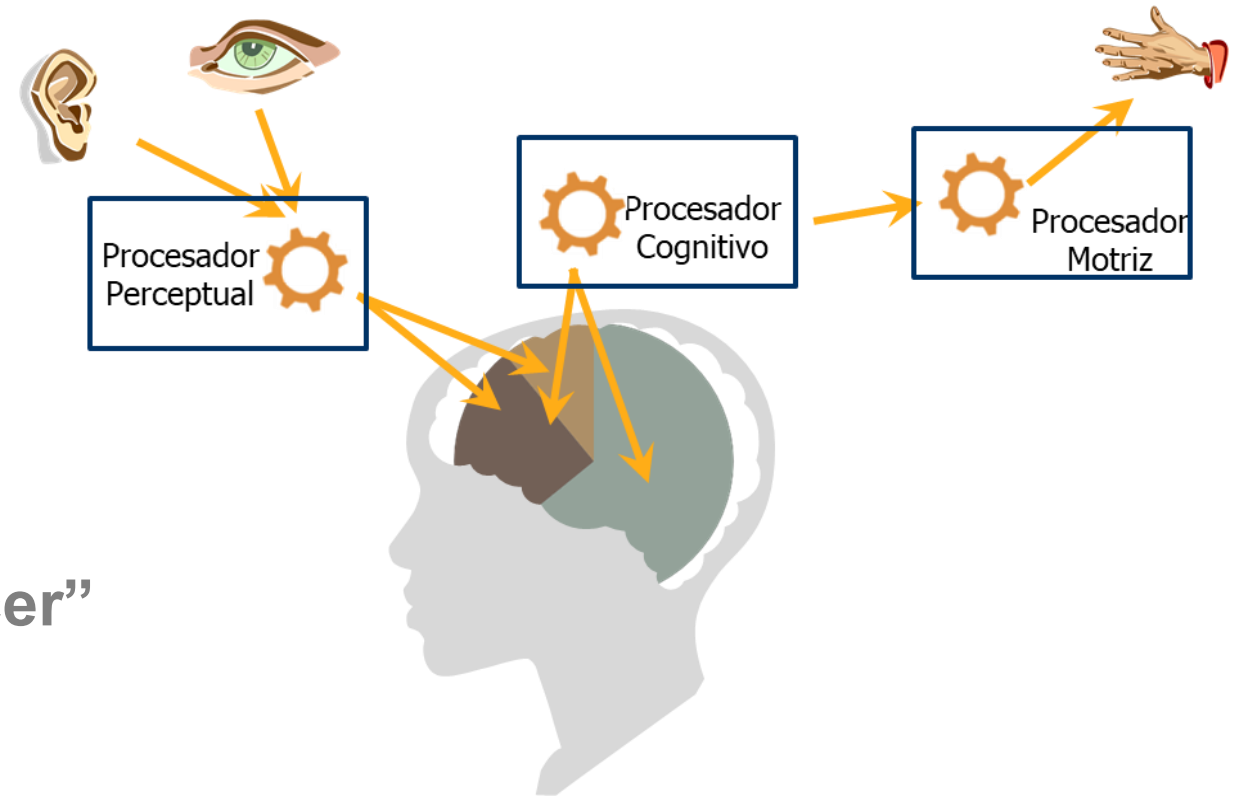 Procesador
Perceptual
Procesador
Cognitivo
Procesador
Motriz
er”